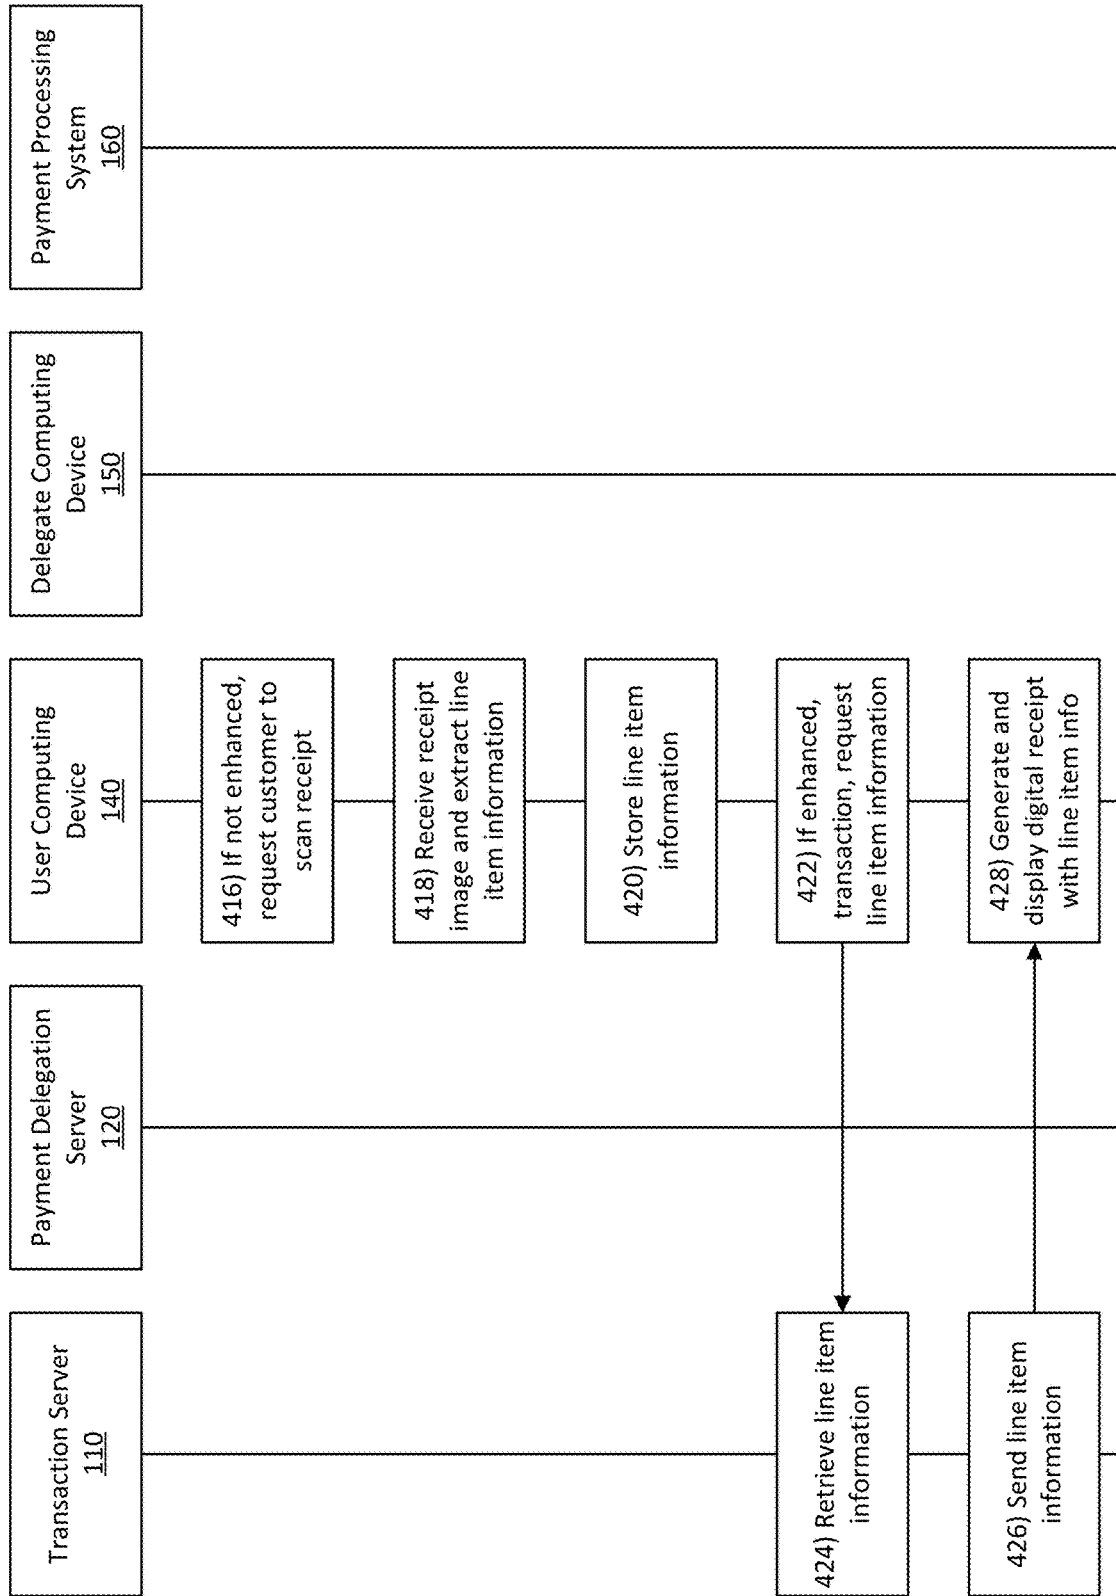 Transaction Server
110
Payment Delegation
Server
120
User Computing
Device
140
Delegate Computing
Device
150
Payment Processing
System
160
416) If not enhanced,
request customer to
scan receipt
418) Receive receipt
image and extract line
item information
420) Store line item
information
422) If enhanced,
transaction, request
line item information
424) Retrieve line item
information
426) Send line item
information
428) Generate and
display digital receipt
with line item info